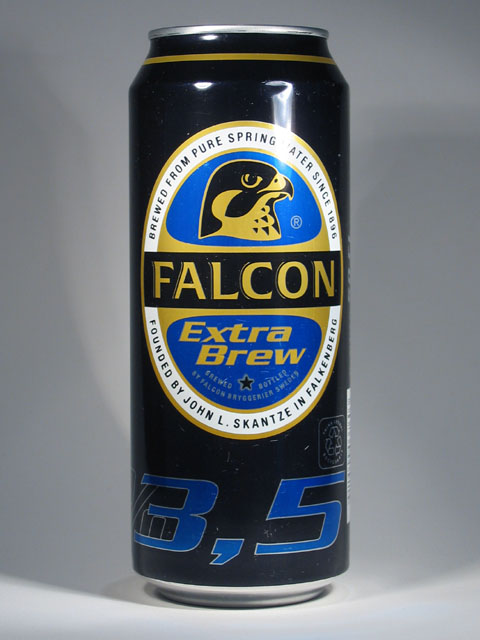 BREWED FROM PURE SPRING WATER SINCE 1896
®
FALCON
Extra
Brew
BREWED ★ BOTTLED
BY FALCON BRYGGERIER SWEDEN
FOUNDED BY JOHN L. SKANTZE IN FALKENBERG
3,5